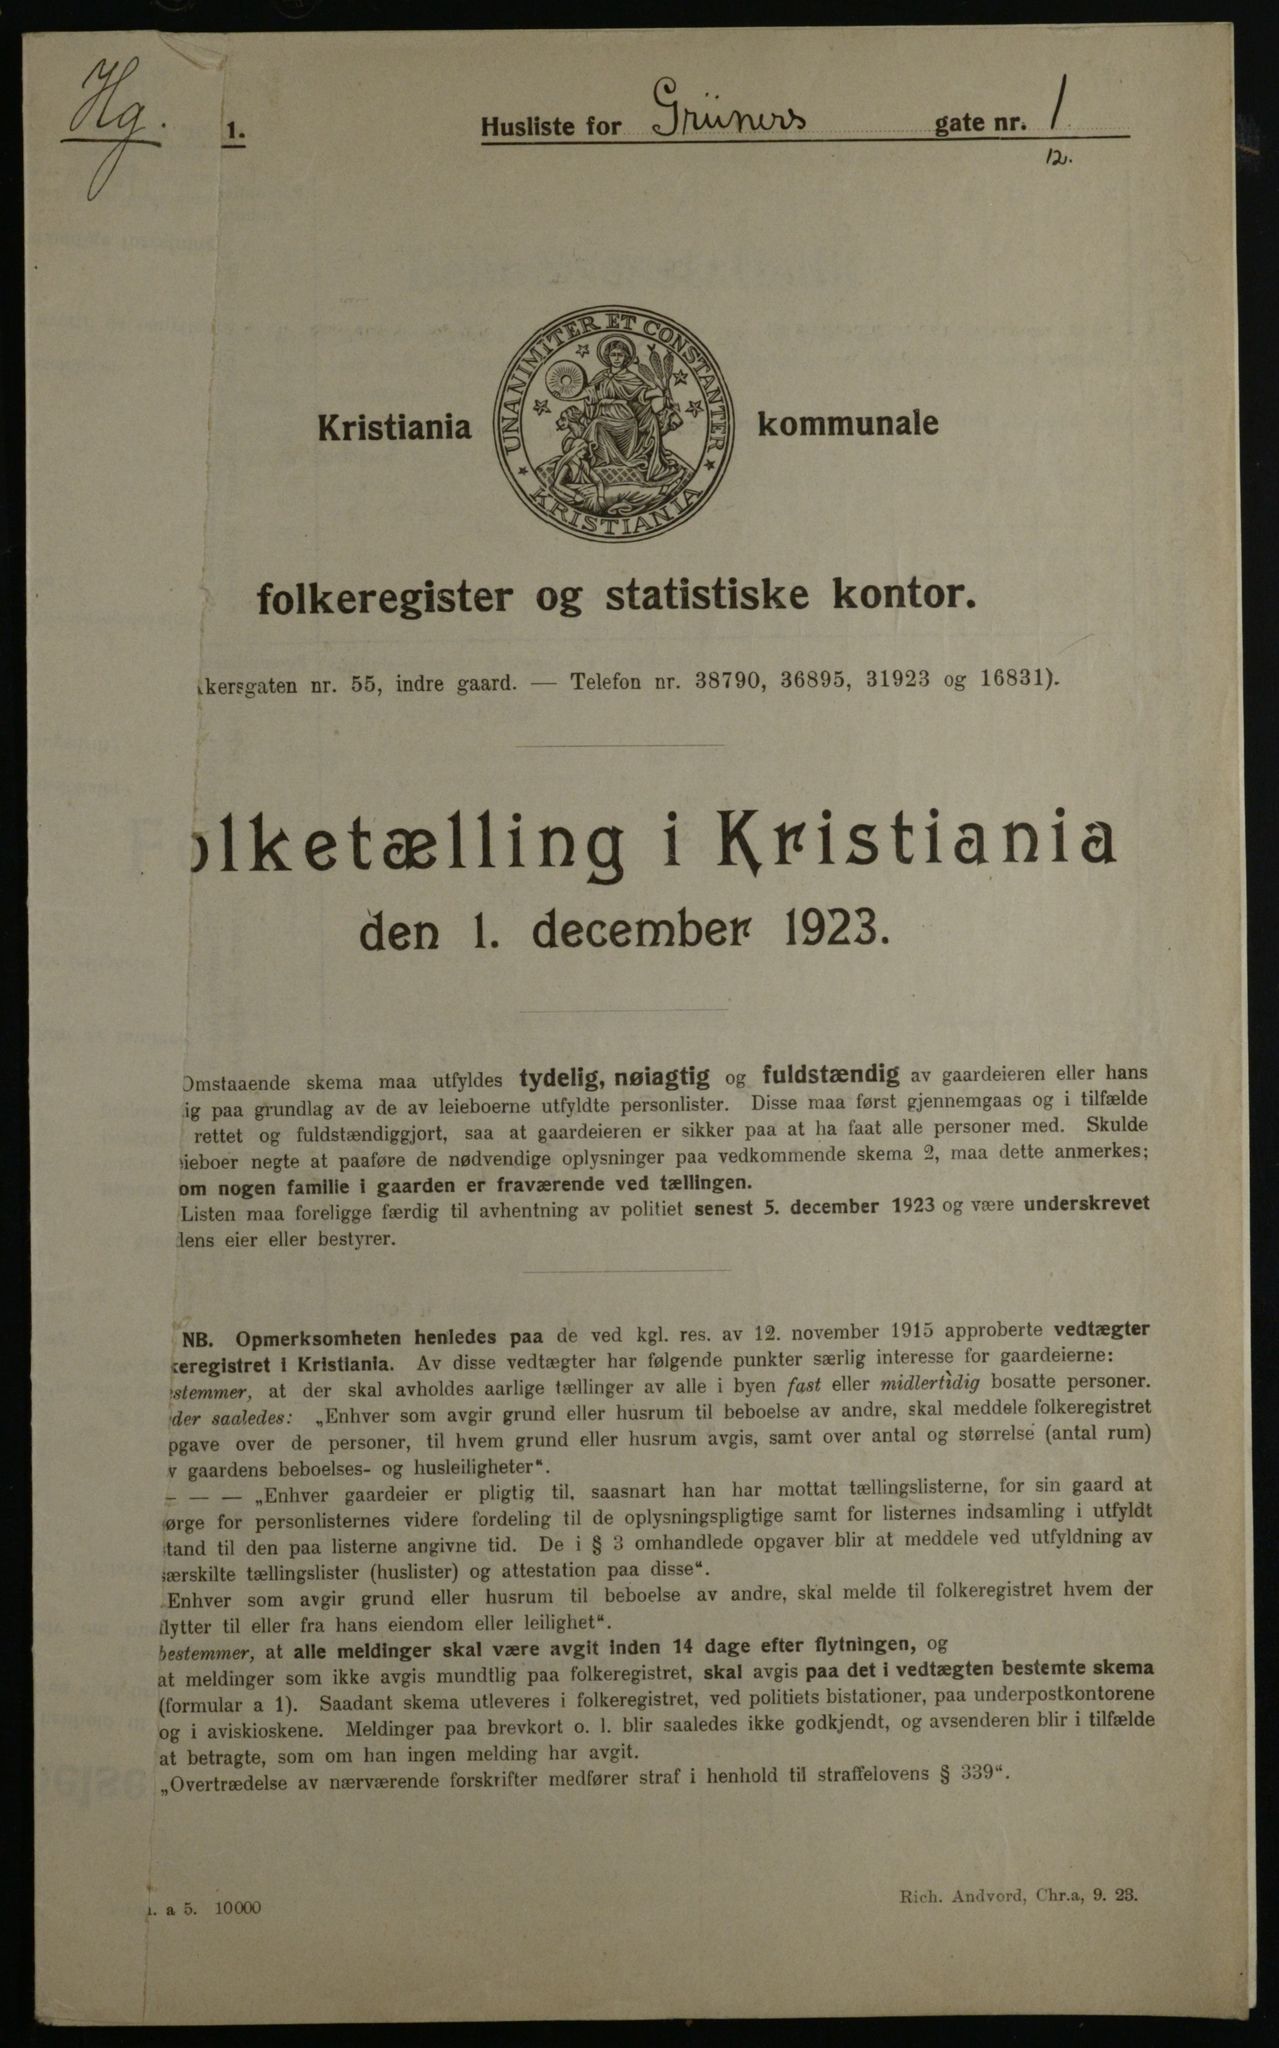 Hg.
1.
Husliste for Grüners gate nr. 1
12.
UNANIMITER ET CONSTANTER
KRISTIANIA
Kristiania kommunale
folkeregister og statistiske kontor.
kersgaten nr. 55, indre gaard. — Telefon nr. 38790, 36895, 31923 og 16831).
olketælling i Kristiania
den 1. december 1923.
Omstaaende skema maa utfyldes tydelig, nøiagtig og fuldstændig av gaardeieren eller hans
ig paa grundlag av de av leieboerne utfyldte personlister. Disse maa først gjennemgaas og i tilfælde
rettet og fuldstændiggjort, saa at gaardeieren er sikker paa at ha faat alle personer med. Skulde
ieboer negte at paaføre de nødvendige oplysninger paa vedkommende skema 2, maa dette anmerkes;
om nogen familie i gaarden er fraværende ved tællingen.
Listen maa foreligge færdig til avhentning av politiet senest 5. december 1923 og være underskrevet
dens eier eller bestyrer.
NB. Opmerksomheten henledes paa de ved kgl. res. av 12. november 1915 approberte vedtægter
keregistret i Kristiania. Av disse vedtægter har følgende punkter særlig interesse for gaardeierne:
stemmer, at der skal avholdes aarlige tællinger av alle i byen fast eller midlertidig bosatte personer.
der saaledes: „Enhver som avgir grund eller husrum til beboelse av andre, skal meddele folkeregistret
pgave over de personer, til hvem grund eller husrum avgis, samt over antal og størrelse (antal rum)
v gaardens beboelses- og husleiligheter“.
— — — „Enhver gaardeier er pligtig til, saasnart han har mottat tællingslisterne, for sin gaard at
ørge for personlisternes videre fordeling til de oplysningspligtige samt for listernes indsamling i utfyldt
tand til den paa listerne angivne tid. De i § 3 omhandlede opgaver blir at meddele ved utfyldning av
særskilte tællingslister (huslister) og attestation paa disse“.
Enhver som avgir grund eller husrum til beboelse av andre, skal melde til folkeregistret hvem der
flytter til eller fra hans eiendom eller leilighet“.
bestemmer, at alle meldinger skal være avgit inden 14 dage efter flytningen, og
at meldinger som ikke avgis mundtlig paa folkeregistret, skal avgis paa det i vedtægten bestemte skema
(formular a 1). Saadant skema utleveres i folkeregistret, ved politiets bistationer, paa underpostkontorene
og i aviskioskene. Meldinger paa brevkort o. l. blir saaledes ikke godkjendt, og avsenderen blir i tilfælde
at betragte, som om han ingen melding har avgit.
„Overtrædelse av nærværende forskrifter medfører straf i henhold til straffelovens § 339“.
. a 5. 10000
Rich. Andvord, Chr.a, 9. 23.